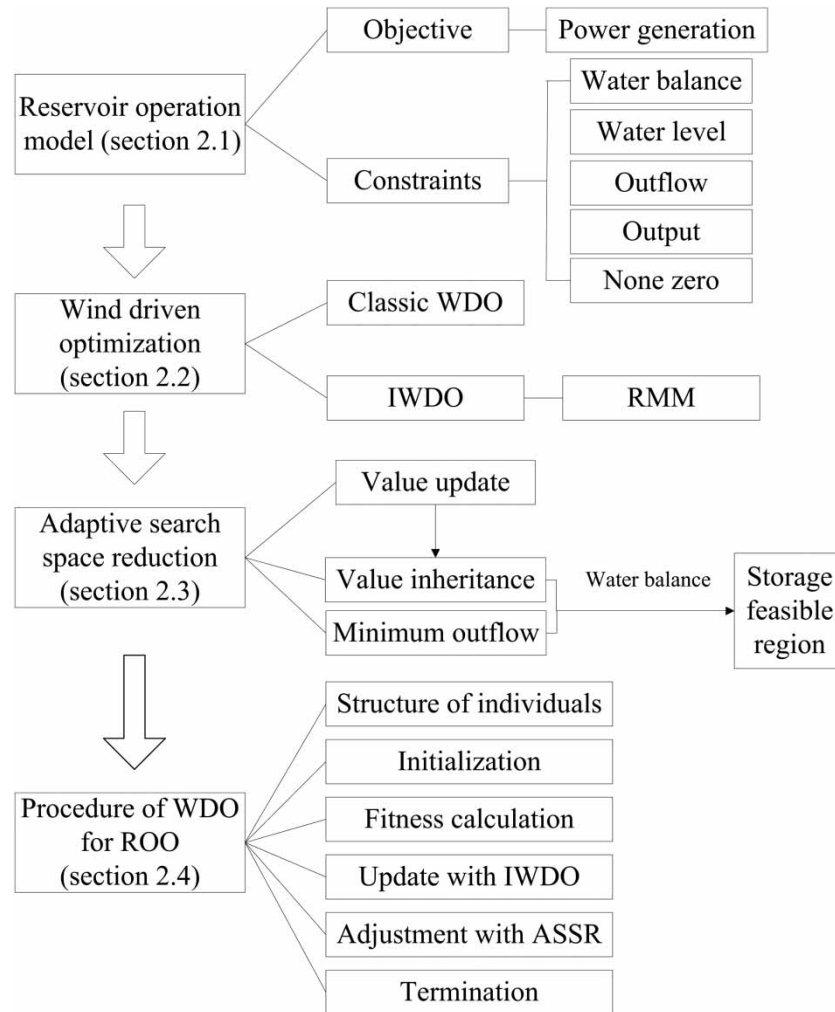 Objective
Power generation
Reservoir operation
model (section 2.1)
Water balance
Water level
Constraints
Outflow
Output
None zero
Wind driven
optimization
(section 2.2)
Classic WDO
IWDO
RMM
Adaptive search
space reduction
(section 2.3)
Value update
Value inheritance
Minimum outflow
Water balance
Storage
feasible
region
Procedure of WDO
for ROO
(section 2.4)
Structure of individuals
Initialization
Fitness calculation
Update with IWDO
Adjustment with ASSR
Termination